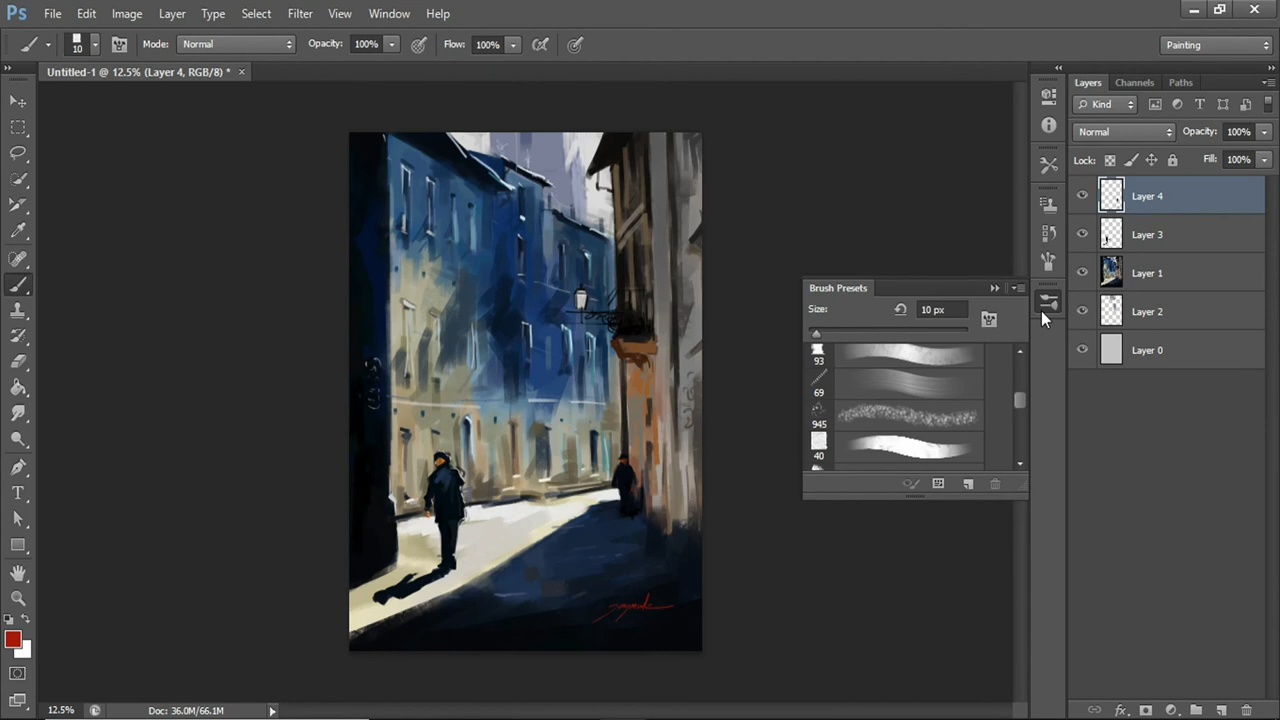 Ps File Edit Image Layer Type Select Filter View Window Help
10 Mode: Normal Opacity: 100% Flow: 100% Painting
Untitled-1 @ 12.5% (Layer 4, RGB/8) * ×
Layers Channels Paths
Kind
Normal Opacity: 100%
Lock: Fill: 100%
Layer 4
Layer 3
Layer 1
Layer 2
Layer 0
Brush Presets
Size: 10 px
93
69
945
40
12.5% Doc: 36.0M/66.1M